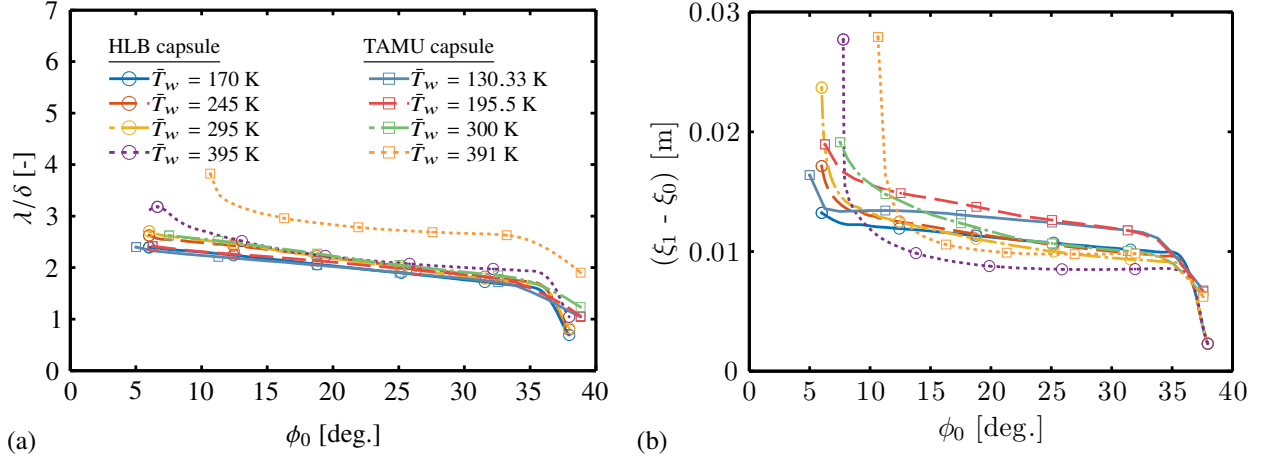 7
6
5
4
3
2
1
0
λ/δ [-]
HLB capsule
T̄w = 170 K
T̄w = 245 K
T̄w = 295 K
T̄w = 395 K
TAMU capsule
T̄w = 130.33 K
T̄w = 195.5 K
T̄w = 300 K
T̄w = 391 K
0 5 10 15 20 25 30 35 40
ϕ0 [deg.]
(a)
0.03
0.02
0.01
0
(ξ1 - ξ0) [m]
0 5 10 15 20 25 30 35 40
ϕ0 [deg.]
(b)